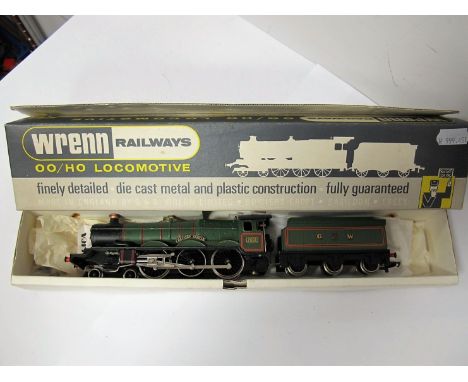 wrenn RAILWAYS
OO/HO LOCOMOTIVE
finely detailed die cast metal and plastic construction fully guaranteed
G W